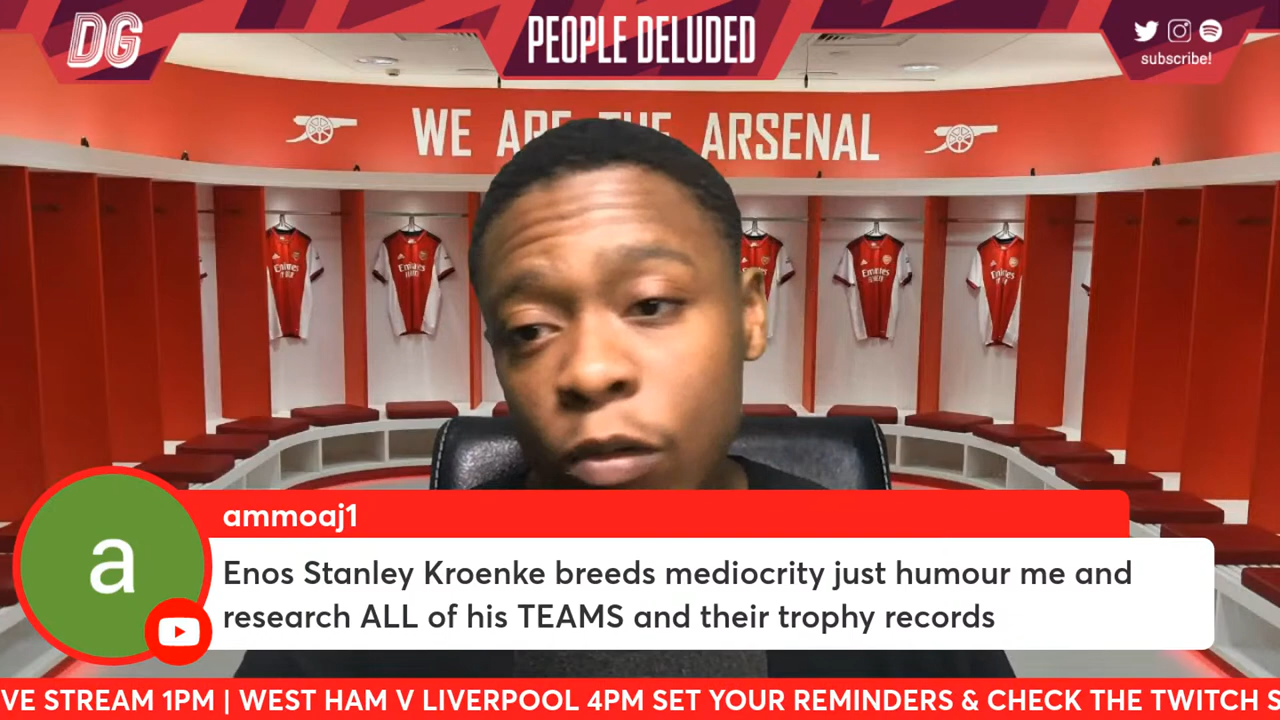 DG
PEOPLE DELUDED
subscribe!
WE ARE THE ARSENAL
ammoaj1
a
Enos Stanley Kroenke breeds mediocrity just humour me and
research ALL of his TEAMS and their trophy records
VE STREAM 1PM | WEST HAM V LIVERPOOL 4PM SET YOUR REMINDERS & CHECK THE TWITCH S